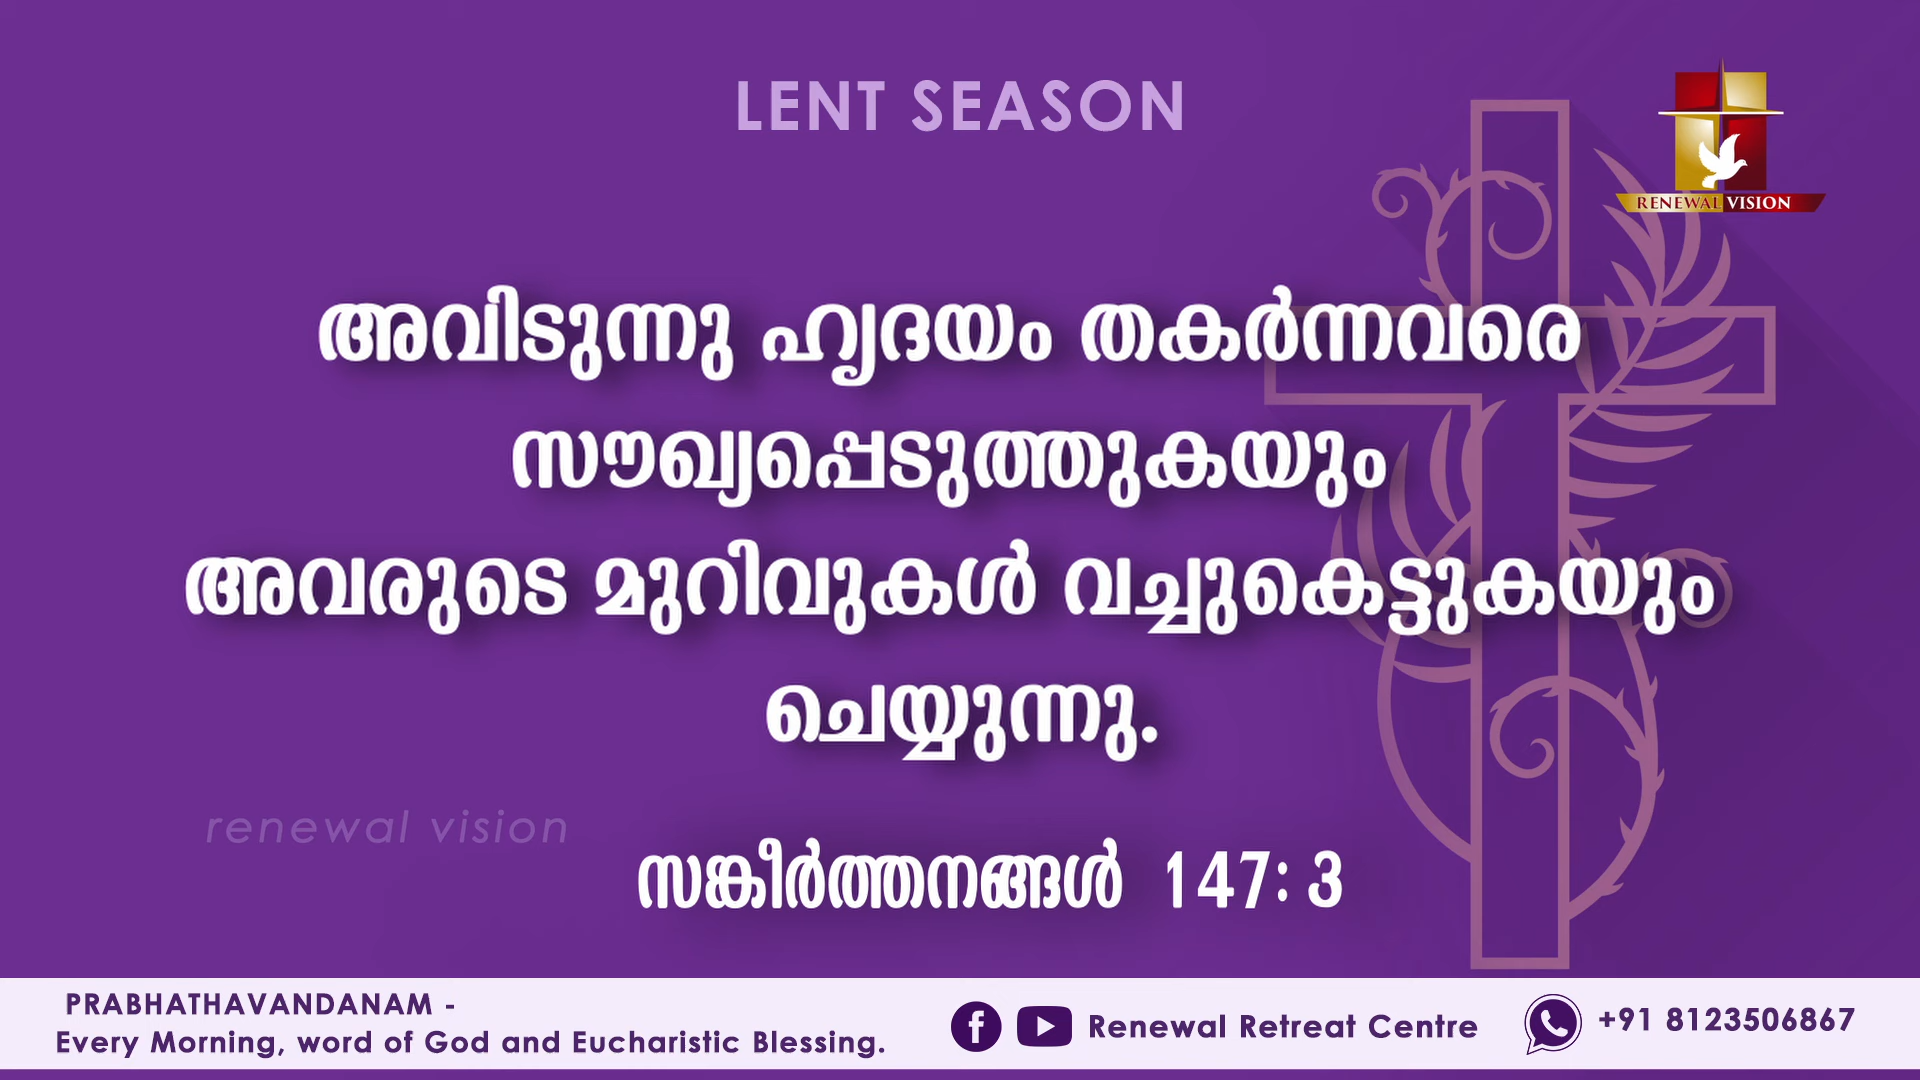 LENT SEASON
RENEWAL VISION
അവിടുന്നു ഹൃദയം തകർന്നവരെ
സൗഖ്യപ്പെടുത്തുകയും
അവരുടെ മുറിവുകൾ വച്ചുകെട്ടുകയും
ചെയ്യുന്നു.
renewal vision
സങ്കീർത്തനങ്ങൾ 147: 3
PRABHATHAVANDANAM -
Every Morning, word of God and Eucharistic Blessing.
Renewal Retreat Centre
+91 8123506867